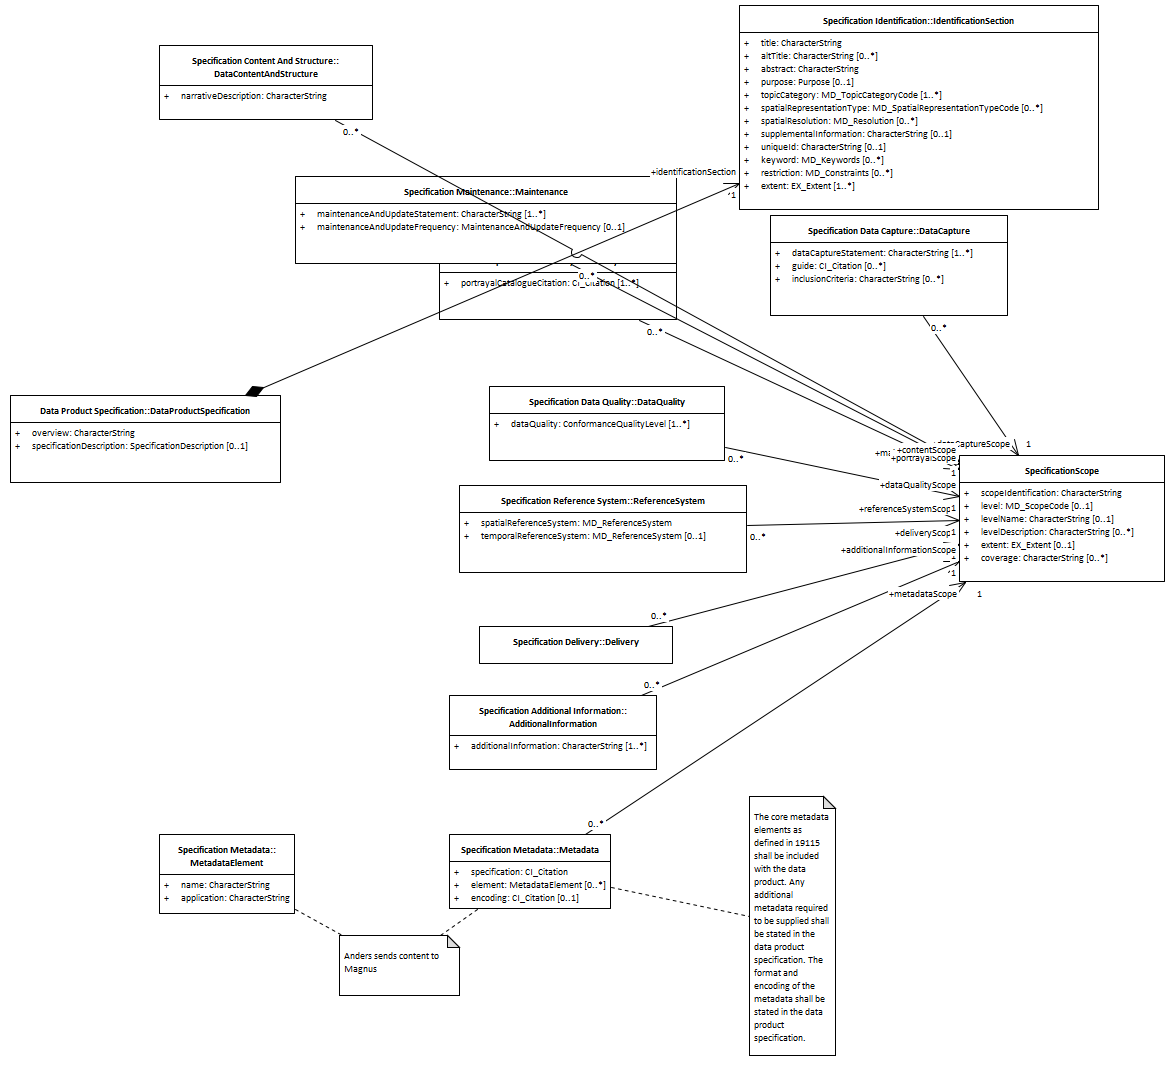 Specification Identification::IdentificationSection
+ title: CharacterString
+ altTitle: CharacterString [0..*]
+ abstract: CharacterString
+ purpose: Purpose [0..1]
+ topicCategory: MD_TopicCategoryCode [1..*]
+ spatialRepresentationType: MD_SpatialRepresentationTypeCode [0..*]
+ spatialResolution: MD_Resolution [0..*]
+ supplementalInformation: CharacterString [0..1]
+ uniqueId: CharacterString [0..1]
+ keyword: MD_Keywords [0..*]
+ restriction: MD_Constraints [0..*]
+ extent: EX_Extent [1..*]
Specification Content And Structure::
DataContentAndStructure
+ narrativeDescription: CharacterString
0..*
+identificationSection
1
Specification Maintenance::Maintenance
+ maintenanceAndUpdateStatement: CharacterString [1..*]
+ maintenanceAndUpdateFrequency: MaintenanceAndUpdateFrequency [0..1]
0..*
+ portrayalCatalogueCitation: CI_Citation [1..*]
0..*
Specification Data Capture::DataCapture
+ dataCaptureStatement: CharacterString [1..*]
+ guide: CI_Citation [0..*]
+ inclusionCriteria: CharacterString [0..*]
0..*
Data Product Specification::DataProductSpecification
+ overview: CharacterString
+ specificationDescription: SpecificationDescription [0..1]
Specification Data Quality::DataQuality
+ dataQuality: ConformanceQualityLevel [1..*]
0..*
1
+contentScope
+portrayalScope
1
+dataQualityScope
+referenceSystemScope
1
+deliveryScope
1
+additionalInformationScope
1
+metadataScope
1
SpecificationScope
+ scopeIdentification: CharacterString
+ level: MD_ScopeCode [0..1]
+ levelName: CharacterString [0..1]
+ levelDescription: CharacterString [0..*]
+ extent: EX_Extent [0..1]
+ coverage: CharacterString [0..*]
Specification Reference System::ReferenceSystem
+ spatialReferenceSystem: MD_ReferenceSystem
+ temporalReferenceSystem: MD_ReferenceSystem [0..1]
0..*
0..*
Specification Delivery::Delivery
0..*
Specification Additional Information::
AdditionalInformation
+ additionalInformation: CharacterString [1..*]
0..*
Specification Metadata::
MetadataElement
+ name: CharacterString
+ application: CharacterString
Specification Metadata::Metadata
+ specification: CI_Citation
+ element: MetadataElement [0..*]
+ encoding: CI_Citation [0..1]
Anders sends content to
Magnus
The core metadata
elements as
defined in 19115
shall be included
with the data
product. Any
additional
metadata required
to be supplied shall
be stated in the
data product
specification. The
format and
encoding of the
metadata shall be
stated in the data
product
specification.